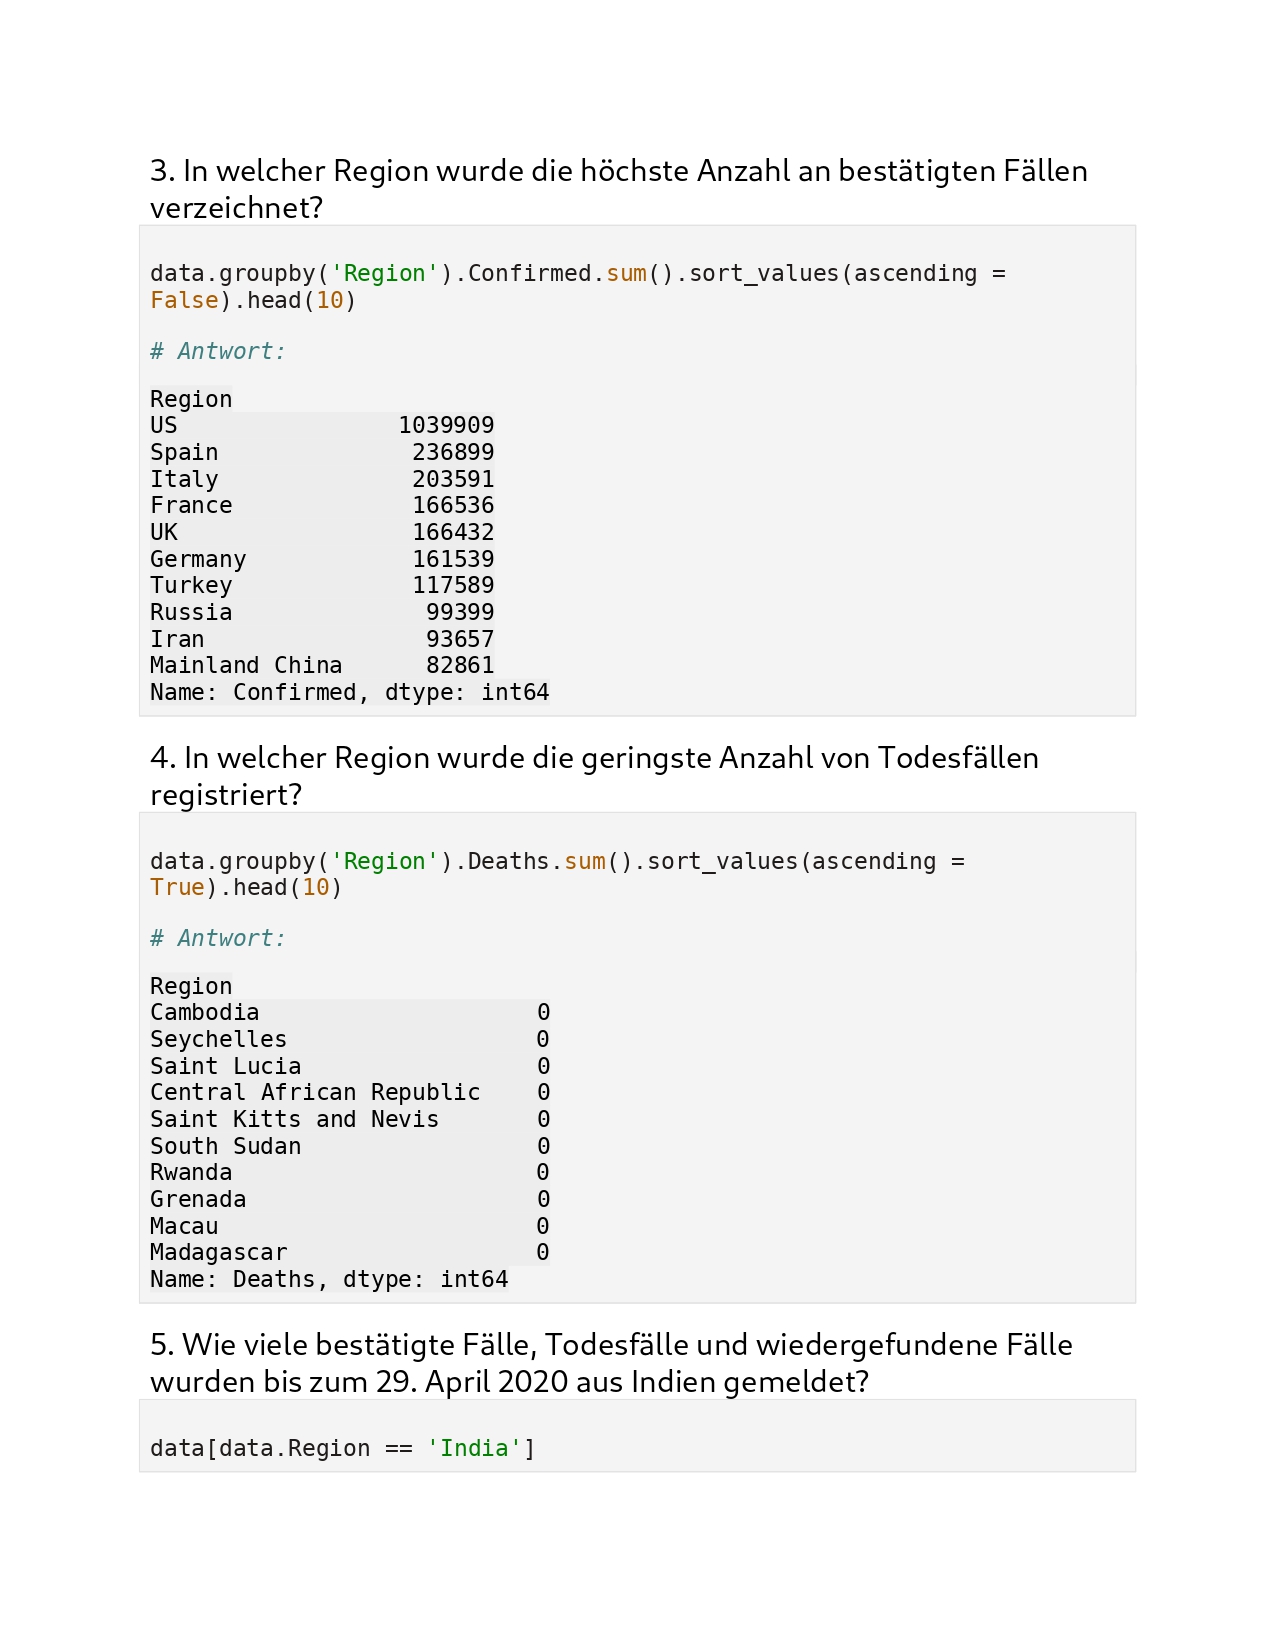 3. In welcher Region wurde die höchste Anzahl an bestätigten Fällen
verzeichnet?
data.groupby('Region').Confirmed.sum().sort_values(ascending =
False).head(10)
# Antwort:
Region
US                1039909
Spain              236899
Italy              203591
France             166536
UK                 166432
Germany            161539
Turkey             117589
Russia              99399
Iran                93657
Mainland China      82861
Name: Confirmed, dtype: int64
4. In welcher Region wurde die geringste Anzahl von Todesfällen
registriert?
data.groupby('Region').Deaths.sum().sort_values(ascending =
True).head(10)
# Antwort:
Region
Cambodia                    0
Seychelles                  0
Saint Lucia                 0
Central African Republic    0
Saint Kitts and Nevis       0
South Sudan                 0
Rwanda                      0
Grenada                     0
Macau                       0
Madagascar                  0
Name: Deaths, dtype: int64
5. Wie viele bestätigte Fälle, Todesfälle und wiedergefundene Fälle
wurden bis zum 29. April 2020 aus Indien gemeldet?
data[data.Region == 'India']